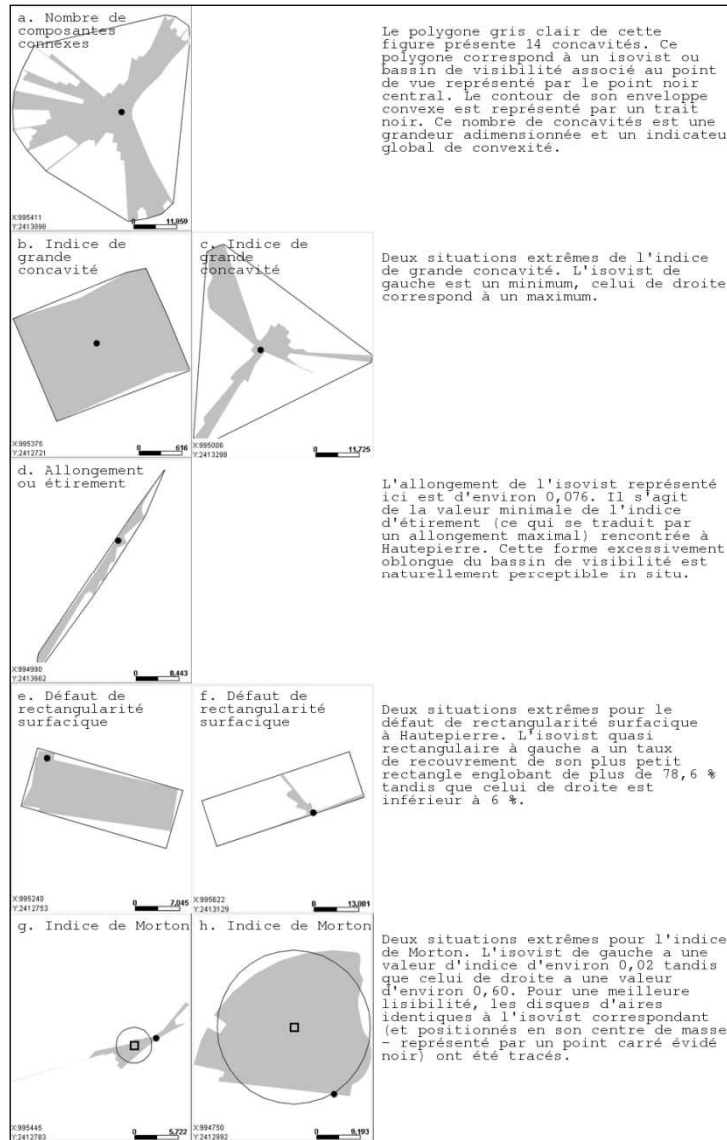 a. Nombre de
composantes
connexes
X:995411
Y:2413898
0 11,859
Le polygone gris clair de cette
figure présente 14 concavités. Ce
polygone correspond à un isovist ou
bassin de visibilité associé au point
de vue représenté par le point noir
central. Le contour de son enveloppe
convexe est représenté par un trait
noir. Ce nombre de concavités est une
grandeur adimensionnée et un indicateu
global de convexité.
b. Indice de
grande
concavité
X:995375
Y:2412721
0 616
c. Indice de
grande
concavité
X:995006
Y:2413298
0 11,725
Deux situations extrêmes de l'indice
de grande concavité. L'isovist de
gauche est un minimum, celui de droite
correspond à un maximum.
d. Allongement
ou étirement
X:994990
Y:2413662
0 8,443
L'allongement de l'isovist représenté
ici est d'environ 0,076. Il s'agit
de la valeur minimale de l'indice
d'étirement (ce qui se traduit par
un allongement maximal) rencontrée à
Hautepierre. Cette forme excessivement
oblongue du bassin de visibilité est
naturellement perceptible in situ.
e. Défaut de
rectangularité
surfacique
X:995240
Y:2412753
0 7,045
f. Défaut de
rectangularité
surfacique
X:995622
Y:2413129
0 13,001
Deux situations extrêmes pour le
défaut de rectangularité surfacique
à Hautepierre. L'isovist quasi
rectangulaire à gauche a un taux
de recouvrement de son plus petit
rectangle englobant de plus de 78,6 %
tandis que celui de droite est
inférieur à 6 %.
g. Indice de Morton
X:995445
Y:2412783
0 5,722
h. Indice de Morton
X:994750
Y:2412992
0 9,193
Deux situations extrêmes pour l'indice
de Morton. L'isovist de gauche a une
valeur d'indice d'environ 0,02 tandis
que celui de droite a une valeur
d'environ 0,60. Pour une meilleure
lisibilité, les disques d'aires
identiques à l'isovist correspondant
(et positionnés en son centre de masse
- représenté par un point carré évidé
noir) ont été tracés.